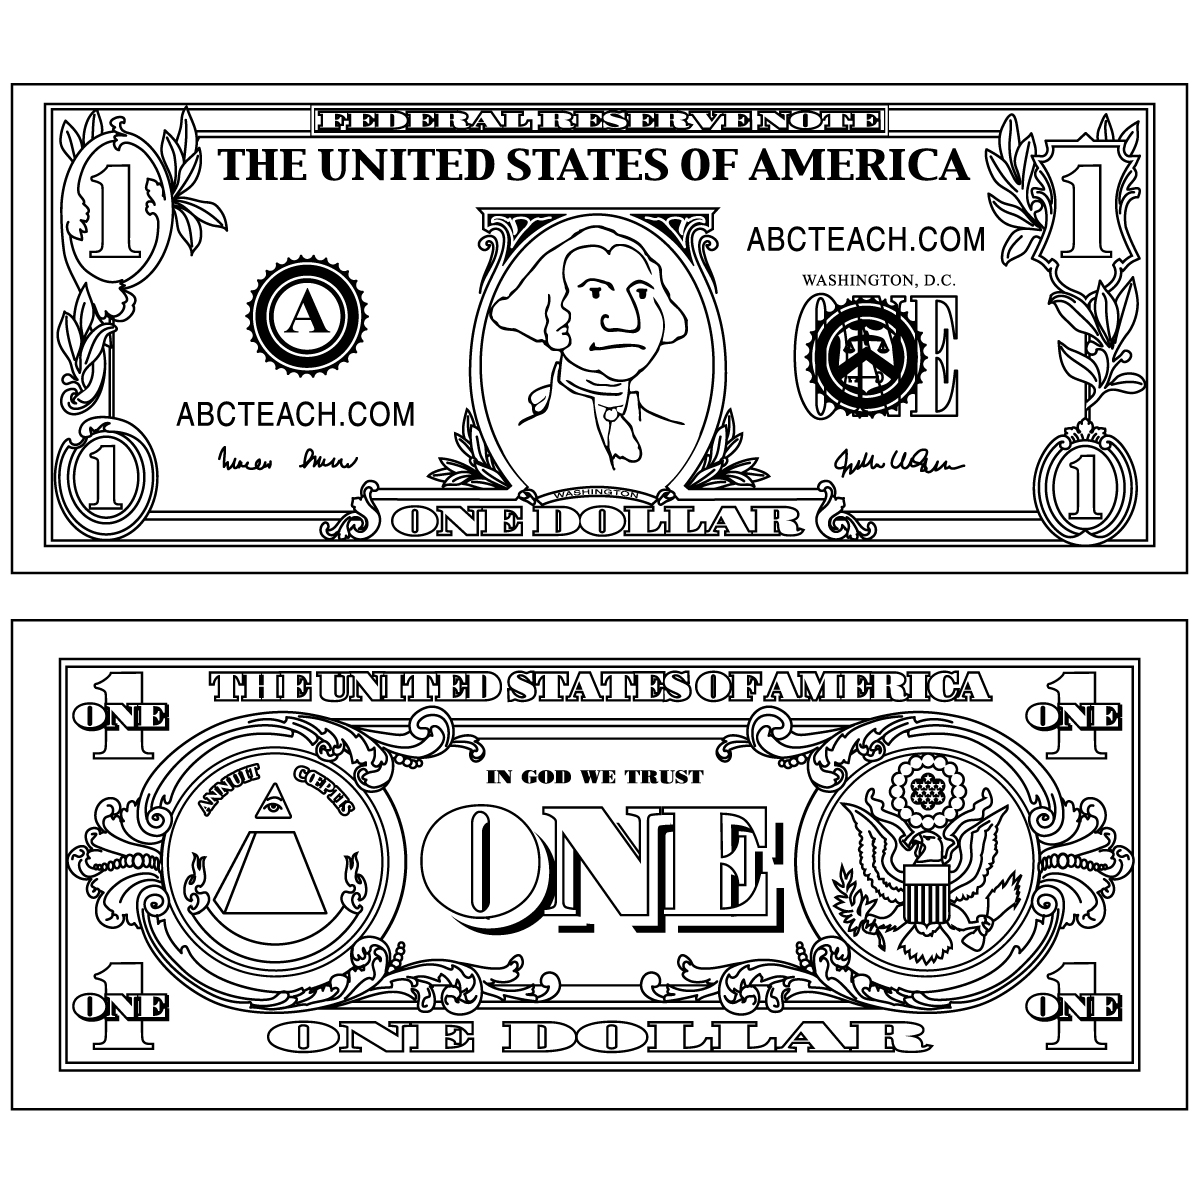 FEDERAL RESERVE NOTE
THE UNITED STATES OF AMERICA
1
1
ABCTEACH.COM
WASHINGTON, D.C.
A
ONE
ABCTEACH.COM
1
1
WASHINGTON
ONE DOLLAR
THE UNITED STATES OF AMERICA
1
ONE
1
ONE
ANNUIT
CŒPTIS
IN GOD WE TRUST
ONE
1
ONE
1
ONE
ONE DOLLAR